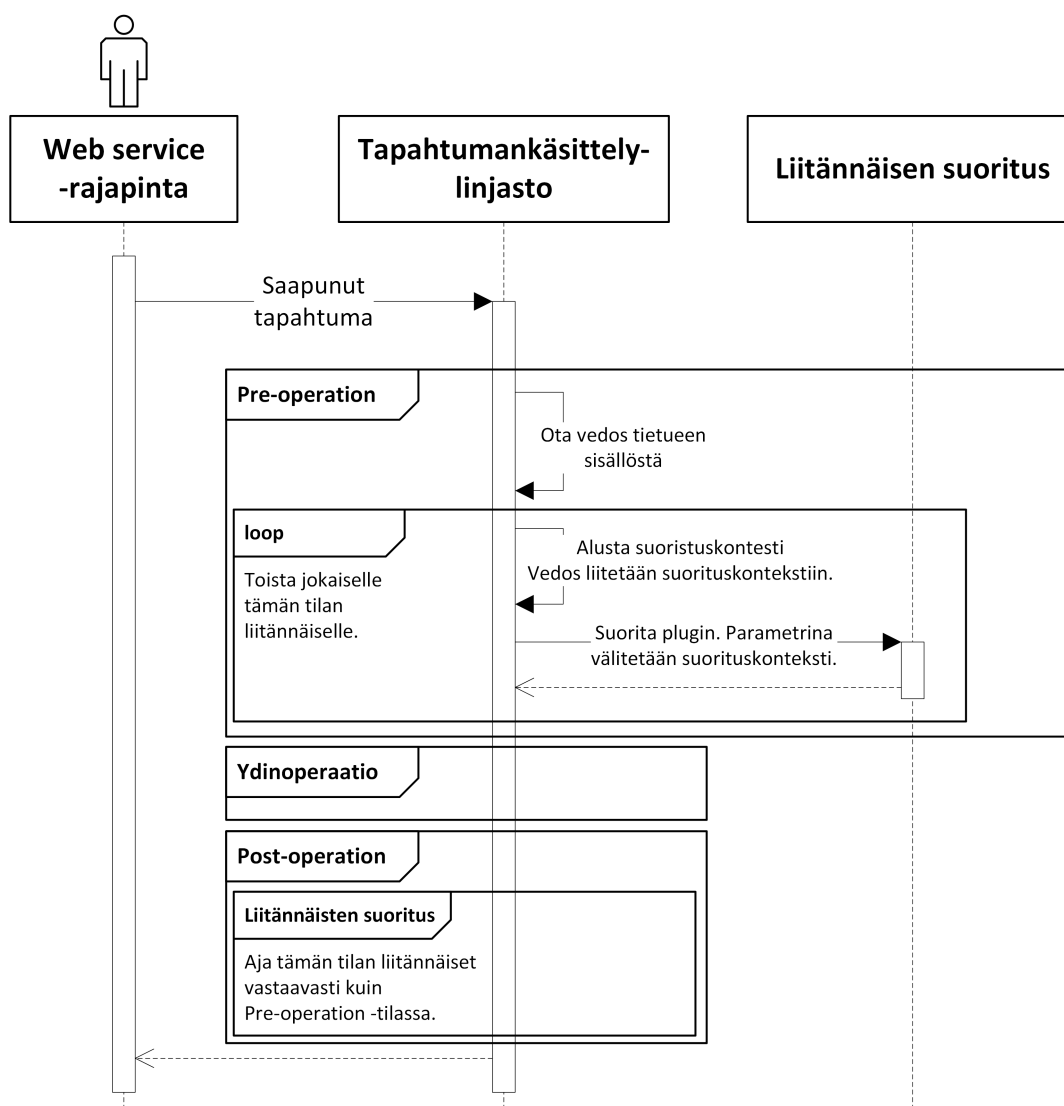 Web service
-rajapinta
Tapahtumankäsittely-
linjasto
Liitännäisen suoritus
Saapunut
tapahtuma
Pre-operation
Ota vedos tietueen
sisällöstä
loop
Toista jokaiselle
tämän tilan
liitännäiselle.
Alusta suoristuskontesti
Vedos liitetään suorituskontekstiin.
Suorita plugin. Parametrina
välitetään suorituskonteksti.
Ydinoperaatio
Post-operation
Liitännäisten suoritus
Aja tämän tilan liitännäiset
vastaavasti kuin
Pre-operation -tilassa.